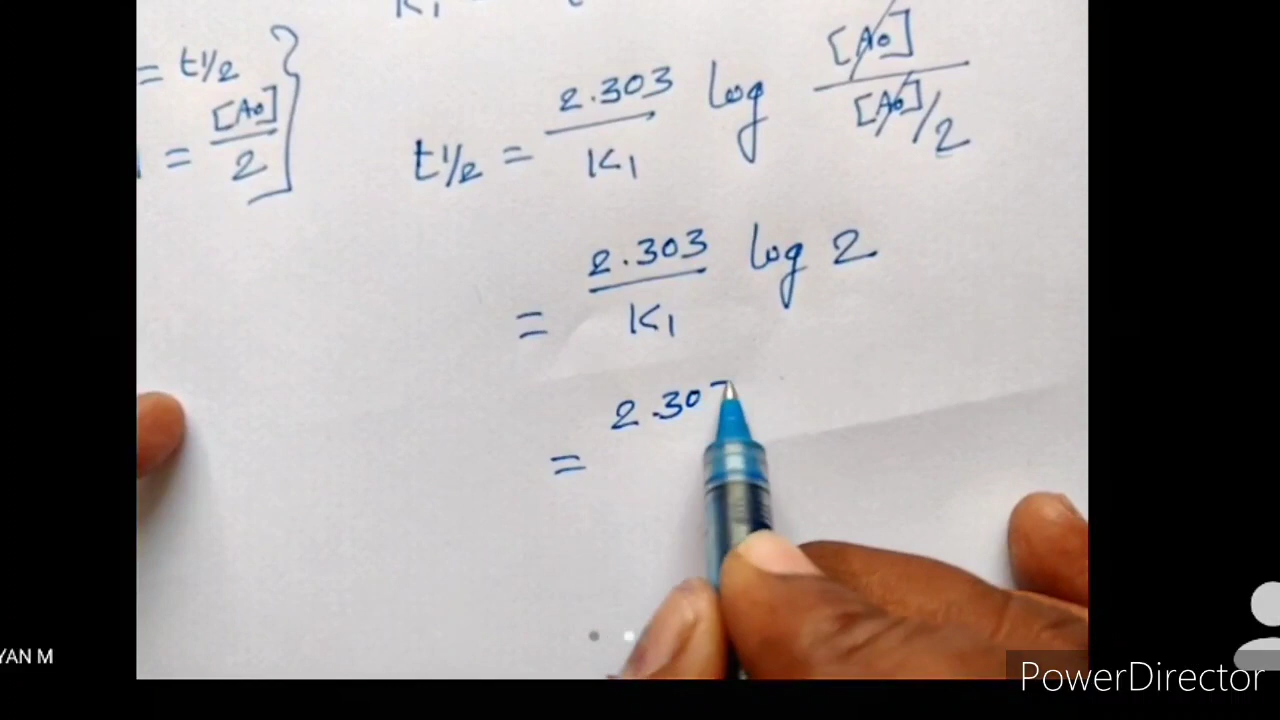 K₁
= t½
= [A₀]/2
t½ = 2.303/K₁ log [A₀]/[A₀]/2
= 2.303/K₁ log 2
= 2.30
YAN M
PowerDirector